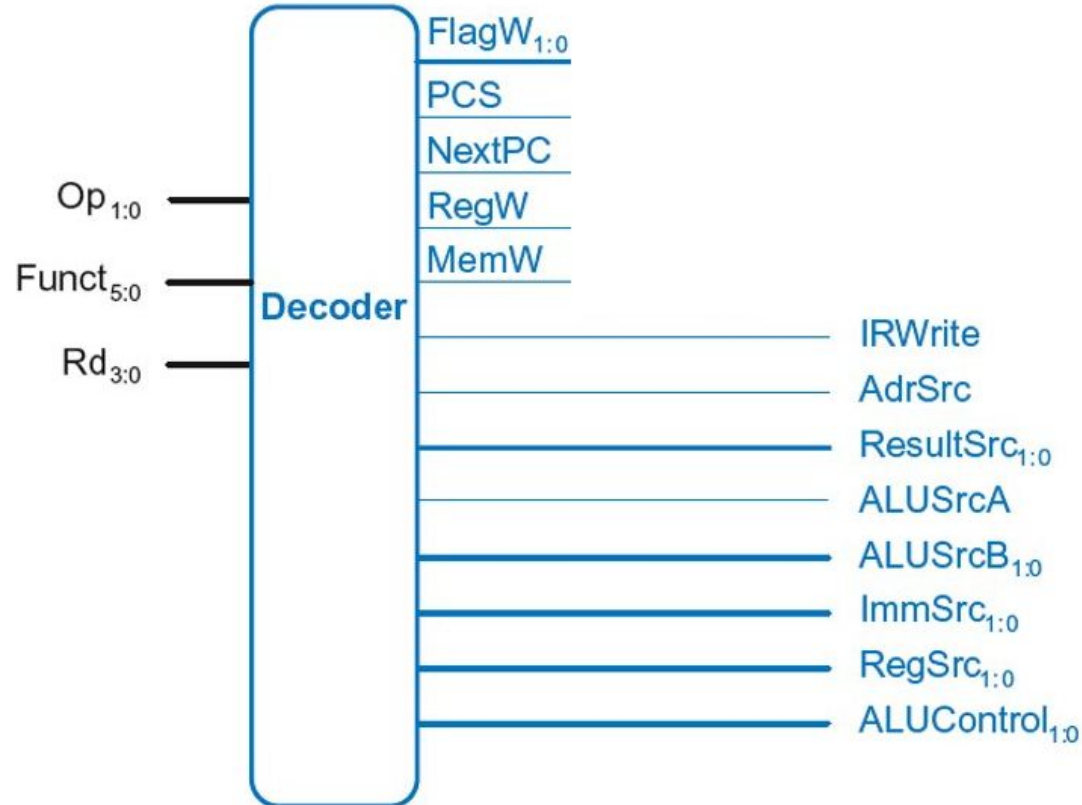 FlagW1:0
PCS
NextPC
Op1:0
RegW
Funct5:0
MemW
Decoder
Rd3:0
IRWrite
AdrSrc
ResultSrc1:0
ALUSrcA
ALUSrcB1:0
ImmSrc1:0
RegSrc1:0
ALUControl1:0